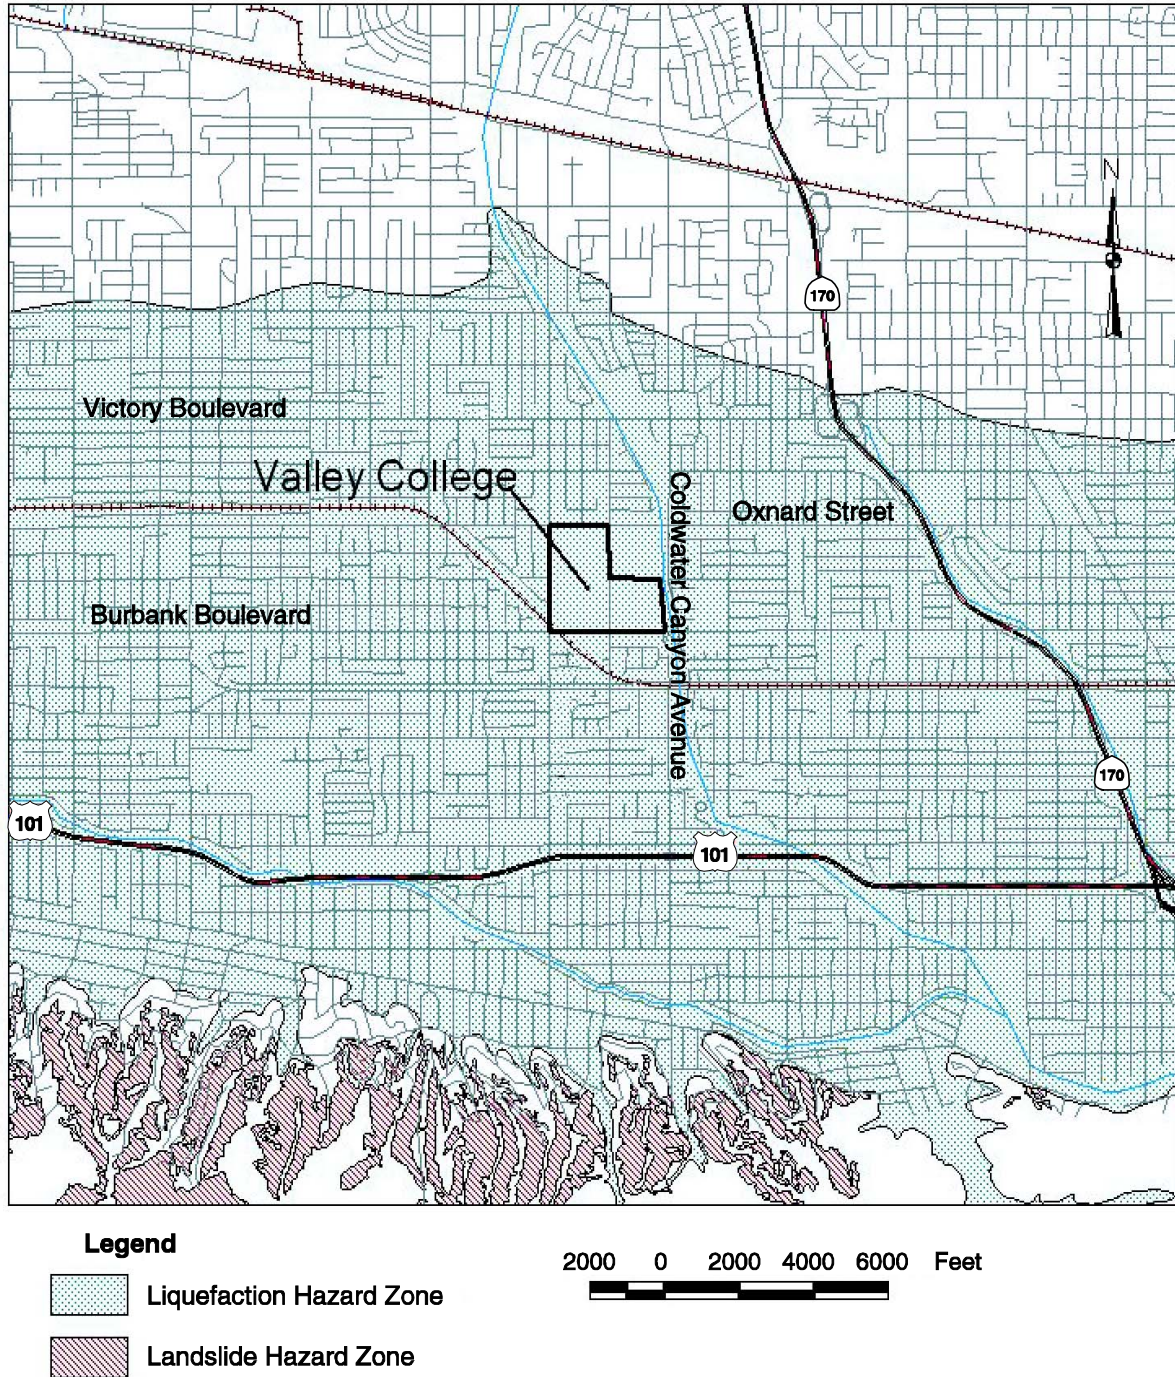 N
170
Victory Boulevard
Valley College
Coldwater Canyon Avenue
Oxnard Street
Burbank Boulevard
170
101
101
Legend
2000 0 2000 4000 6000 Feet
Liquefaction Hazard Zone
Landslide Hazard Zone